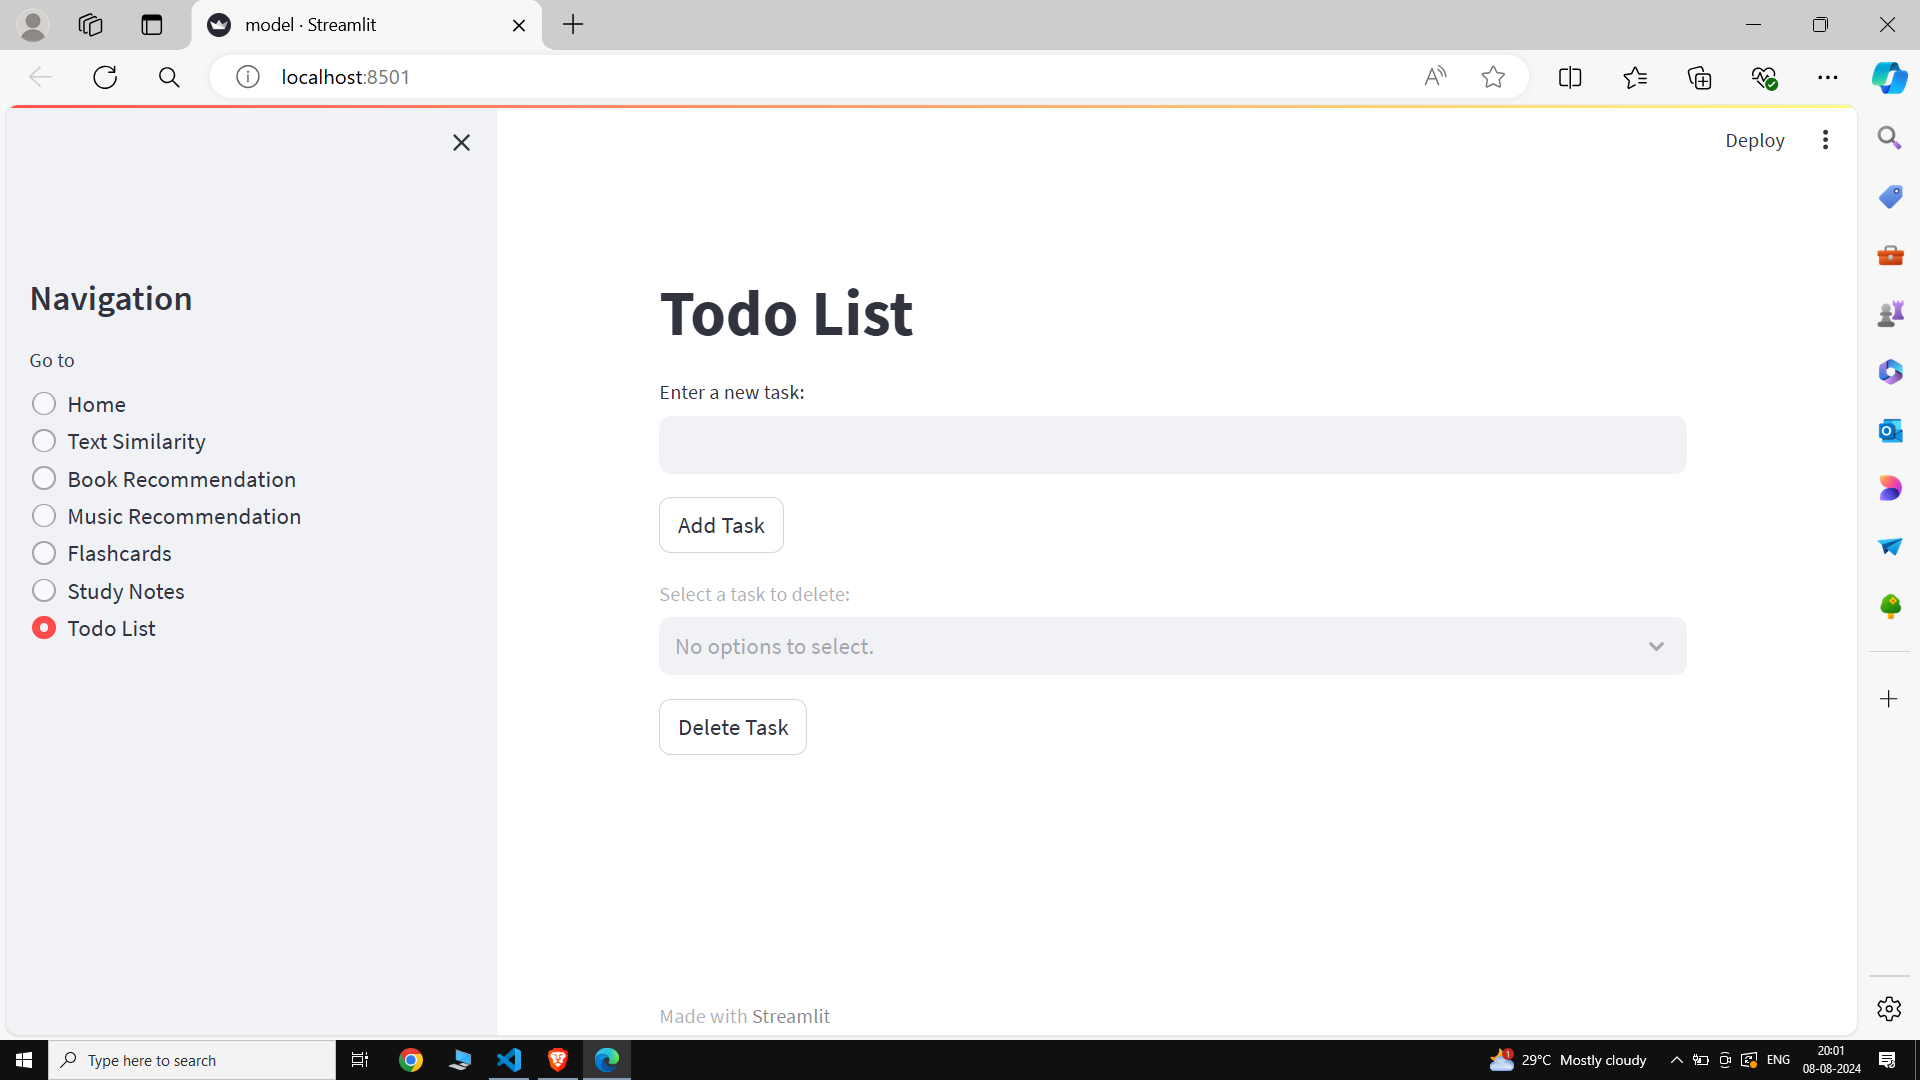 model · Streamlit
localhost:8501
Deploy
Navigation
Go to
Home
Text Similarity
Book Recommendation
Music Recommendation
Flashcards
Study Notes
Todo List
Todo List
Enter a new task:
Add Task
Select a task to delete:
No options to select.
Delete Task
Made with Streamlit
Type here to search
1
29°C Mostly cloudy
ENG
20:01
08-08-2024